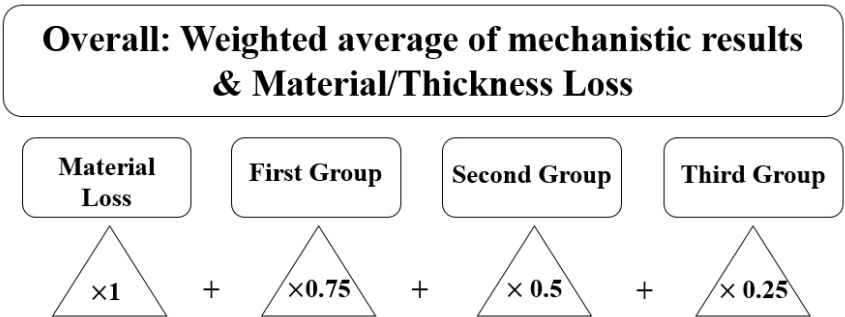 Overall: Weighted average of mechanistic results
& Material/Thickness Loss
Material
Loss
First Group
Second Group
Third Group
×1 + ×0.75 + × 0.5 + × 0.25